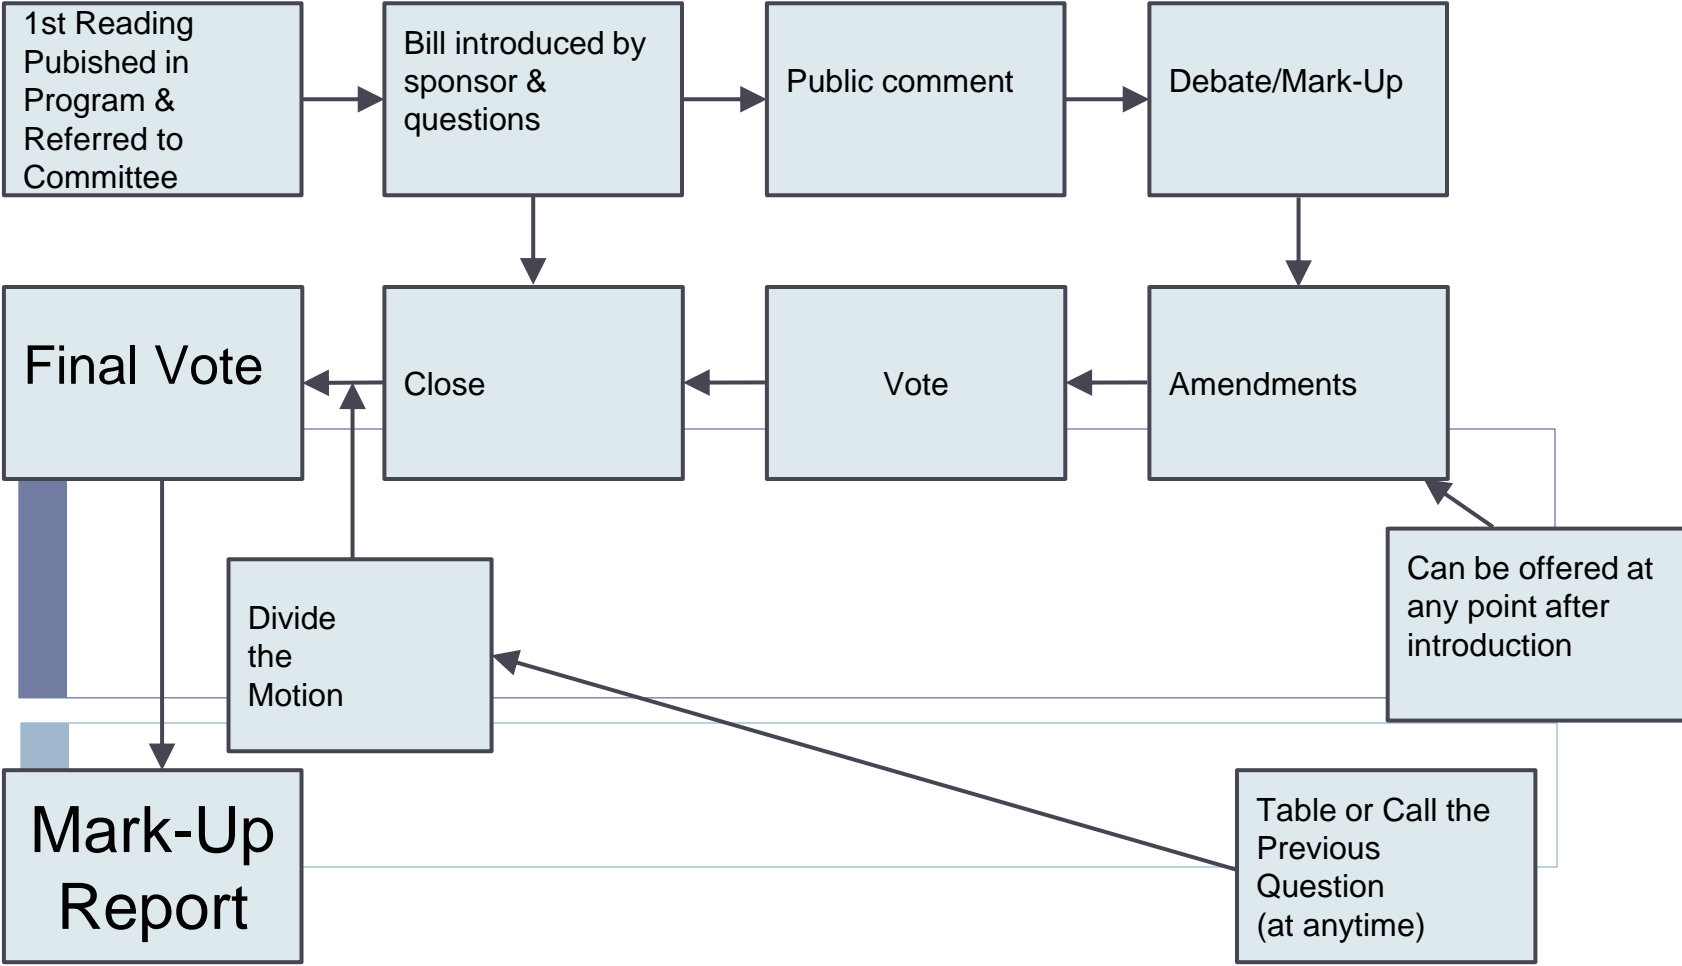 1st Reading
Pubished in
Program &
Referred to
Committee
Bill introduced by
sponsor &
questions
Public comment
Debate/Mark-Up
Final Vote
Close
Vote
Amendments
Can be offered at
any point after
introduction
Divide
the
Motion
Mark-Up
Report
Table or Call the
Previous
Question
(at anytime)